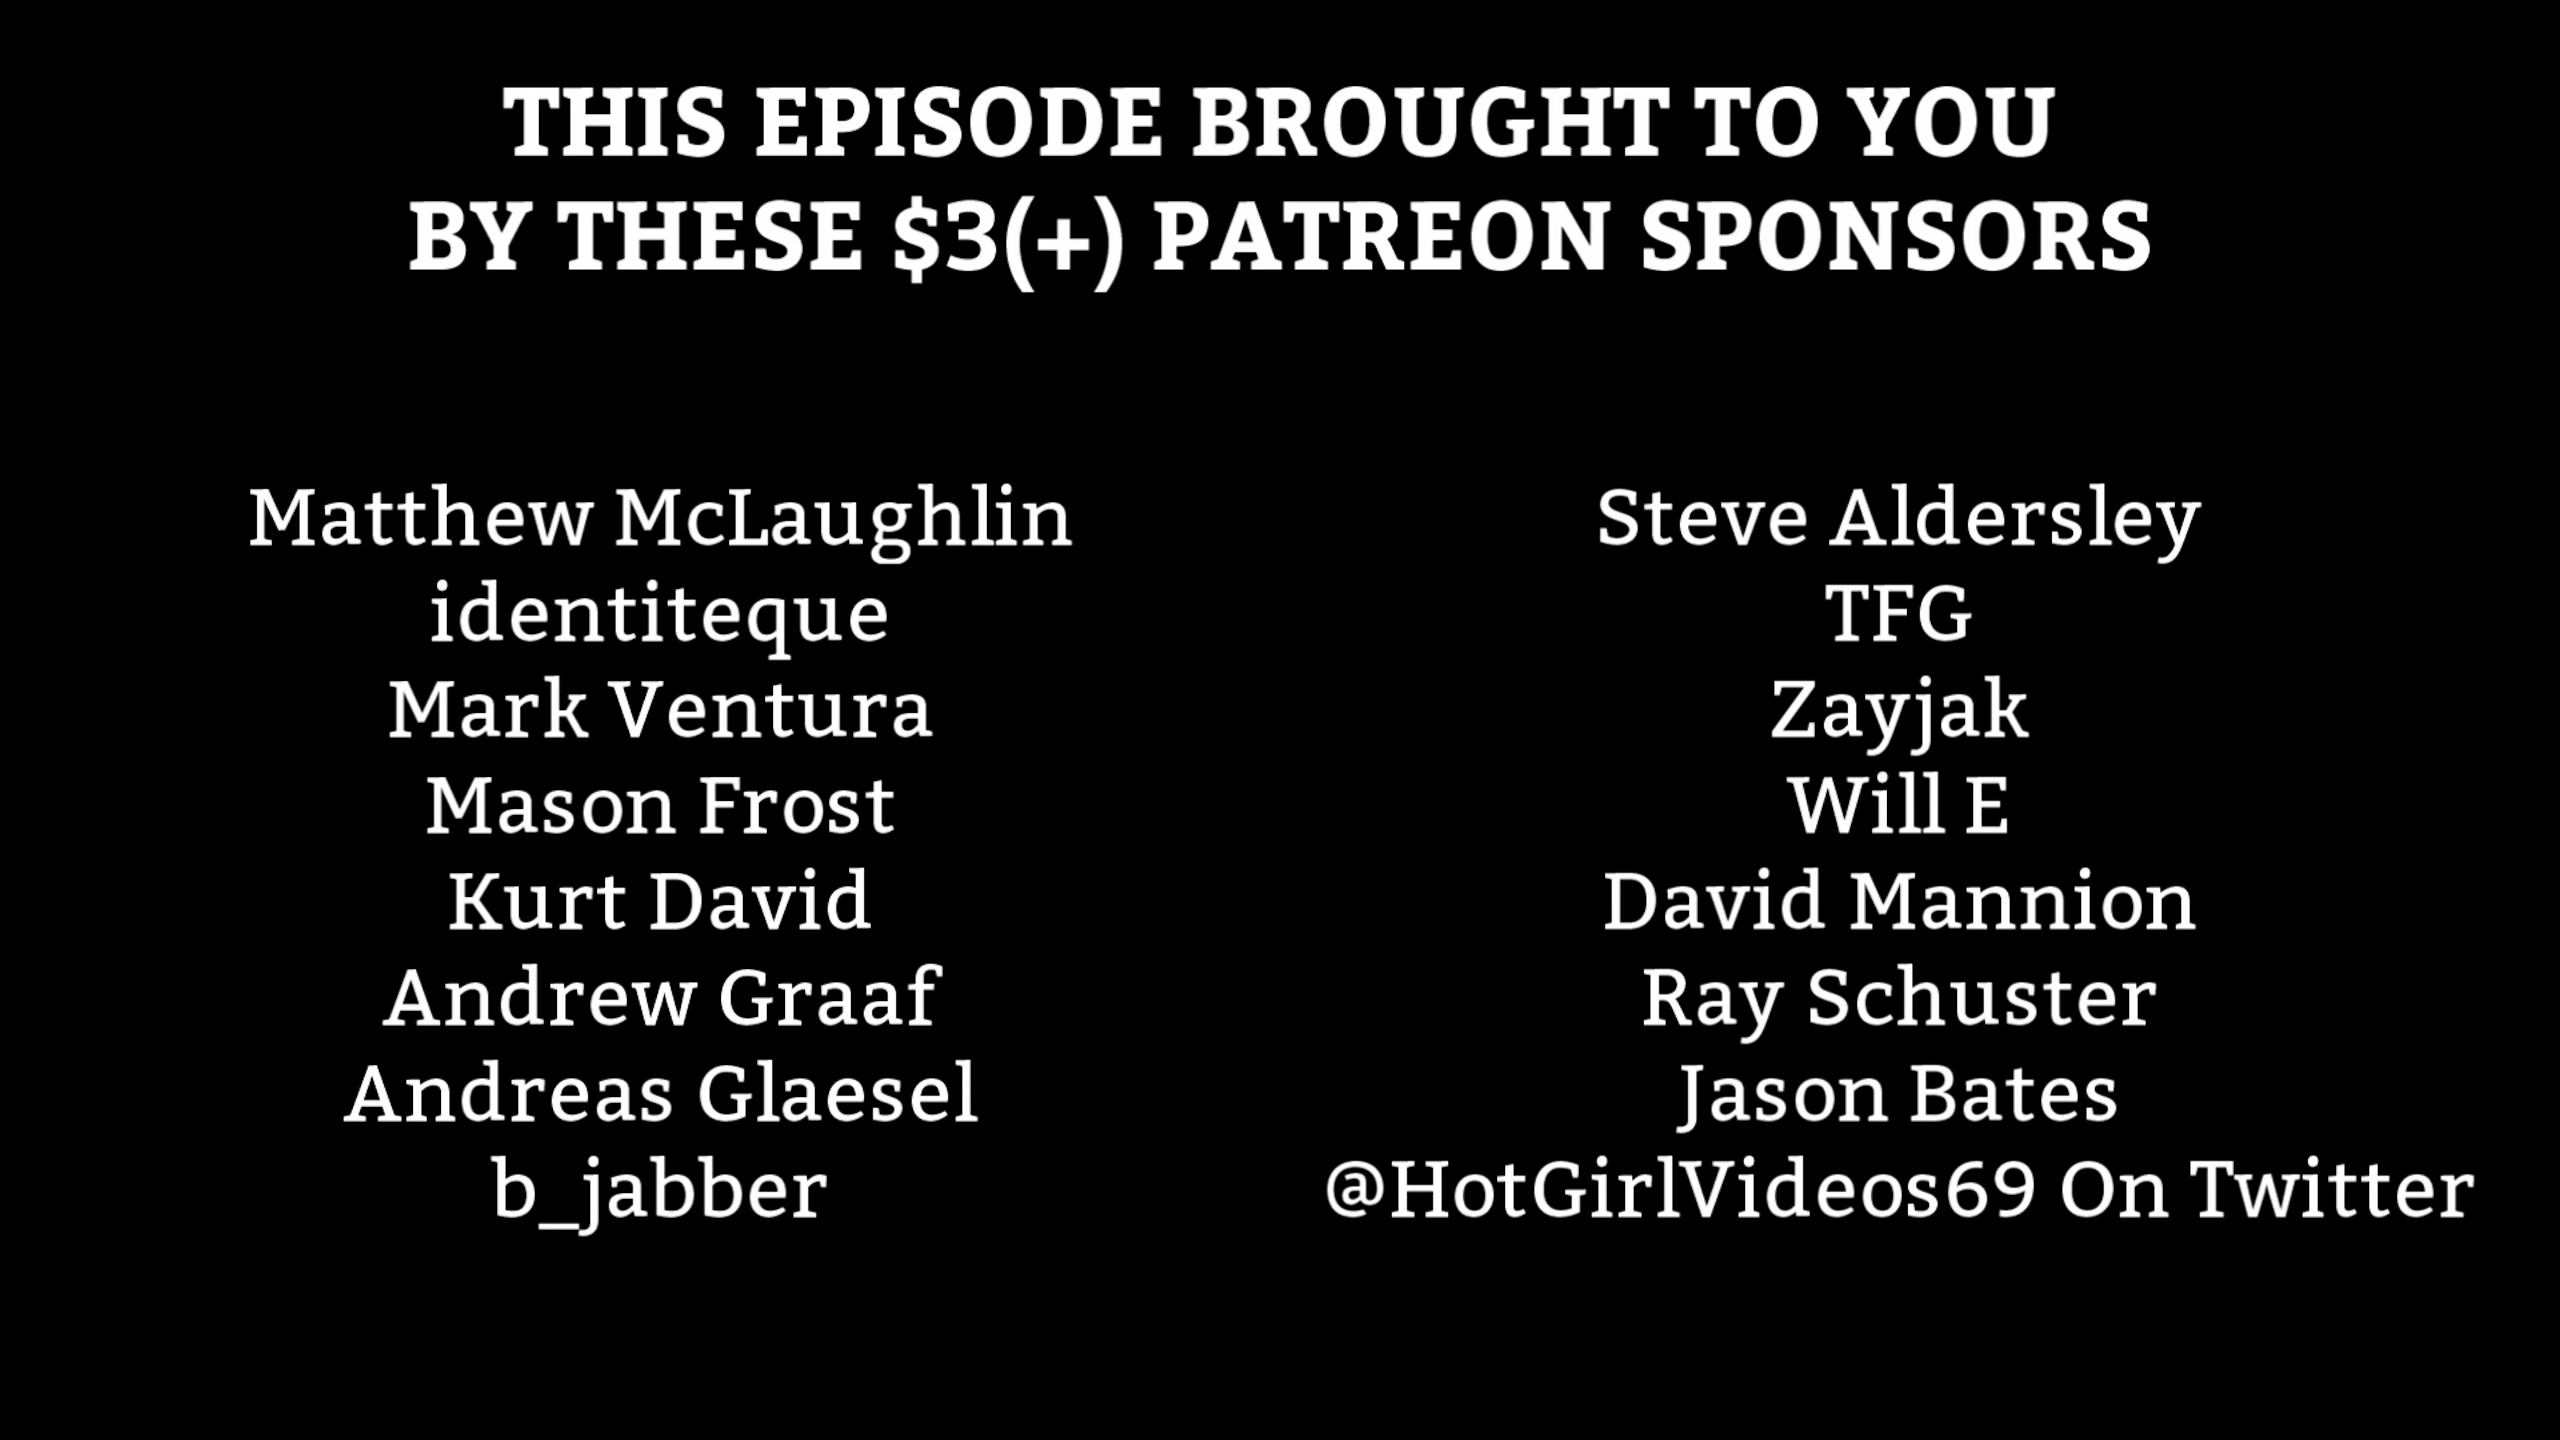 THIS EPISODE BROUGHT TO YOU
BY THESE $3(+) PATREON SPONSORS
Matthew McLaughlin
identiteque
Mark Ventura
Mason Frost
Kurt David
Andrew Graaf
Andreas Glaesel
b_jabber
Steve Aldersley
TFG
Zayjak
Will E
David Mannion
Ray Schuster
Jason Bates
@HotGirlVideos69 On Twitter